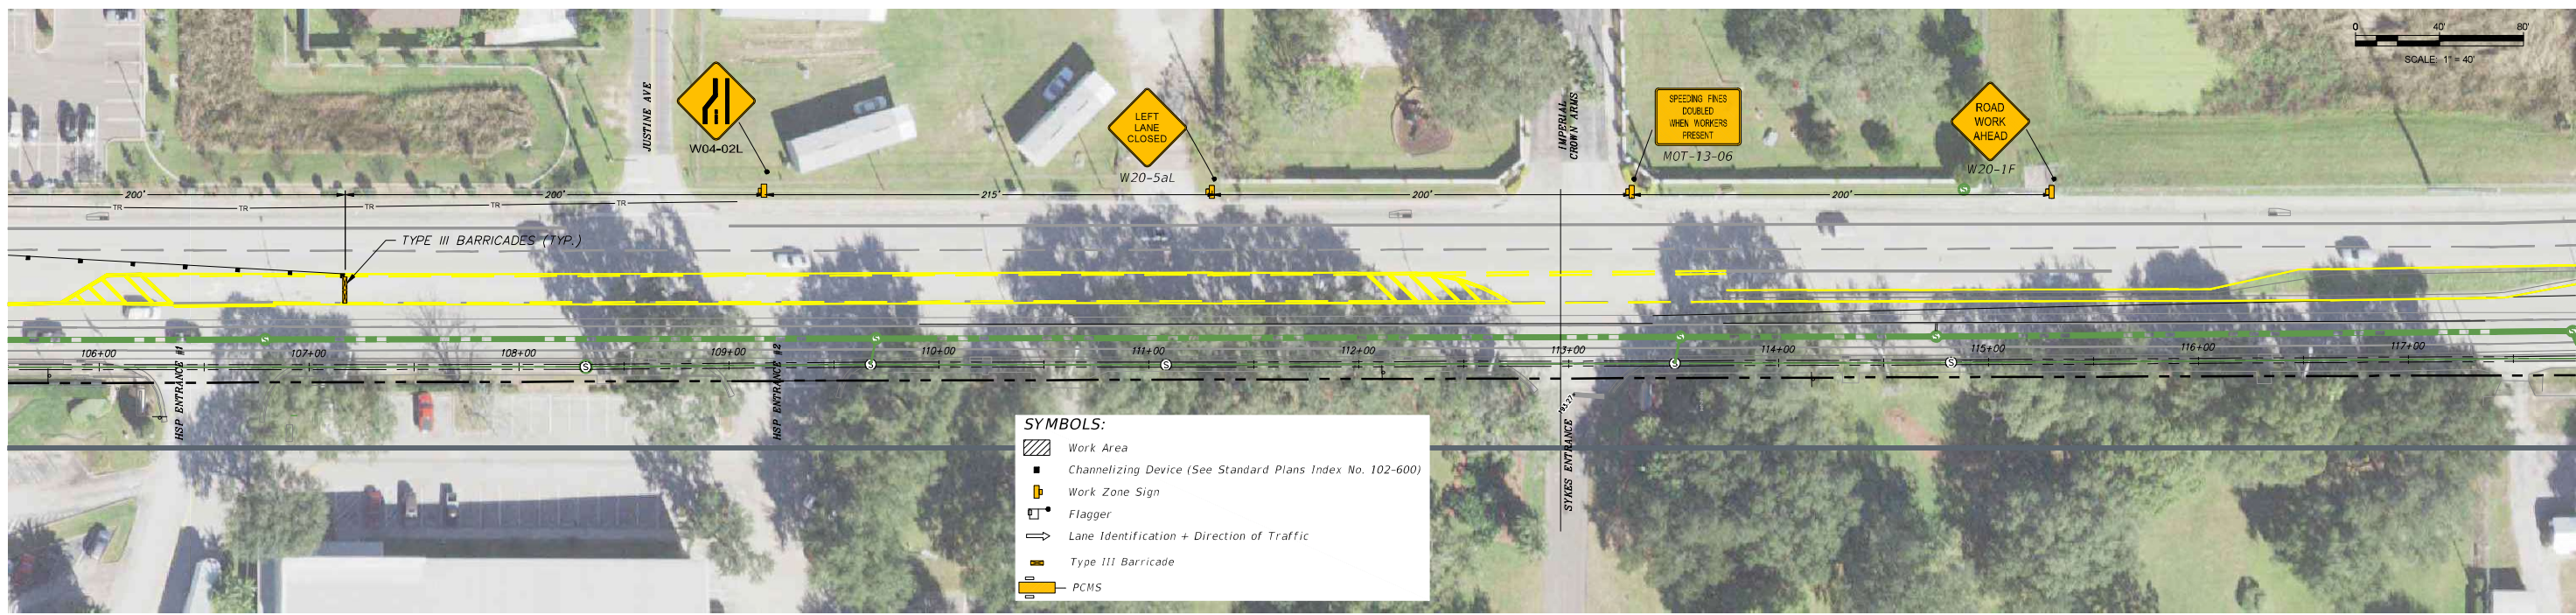 0 40' 80'
SCALE: 1" = 40'
JUSTINE AVE
W04-02L
LEFT
LANE
CLOSED
W20-5aL
IMPERIAL
CROWN ARMS
SPEEDING FINES
DOUBLED
WHEN WORKERS
PRESENT
MOT-13-06
ROAD
WORK
AHEAD
W20-1F
200' 200' 215' 200' 200'
TR TR TR TR TR
TYPE III BARRICADES (TYP.)
S S S S S
106+00 107+00 108+00 109+00 110+00 111+00 112+00 113+00 114+00 115+00 116+00 117+00
S S S S S
HSP ENTRANCE #1
HSP ENTRANCE #2
SYKES ENTRANCE
SYMBOLS:
Work Area
Channelizing Device (See Standard Plans Index No. 102-600)
Work Zone Sign
Flagger
Lane Identification + Direction of Traffic
Type III Barricade
PCMS